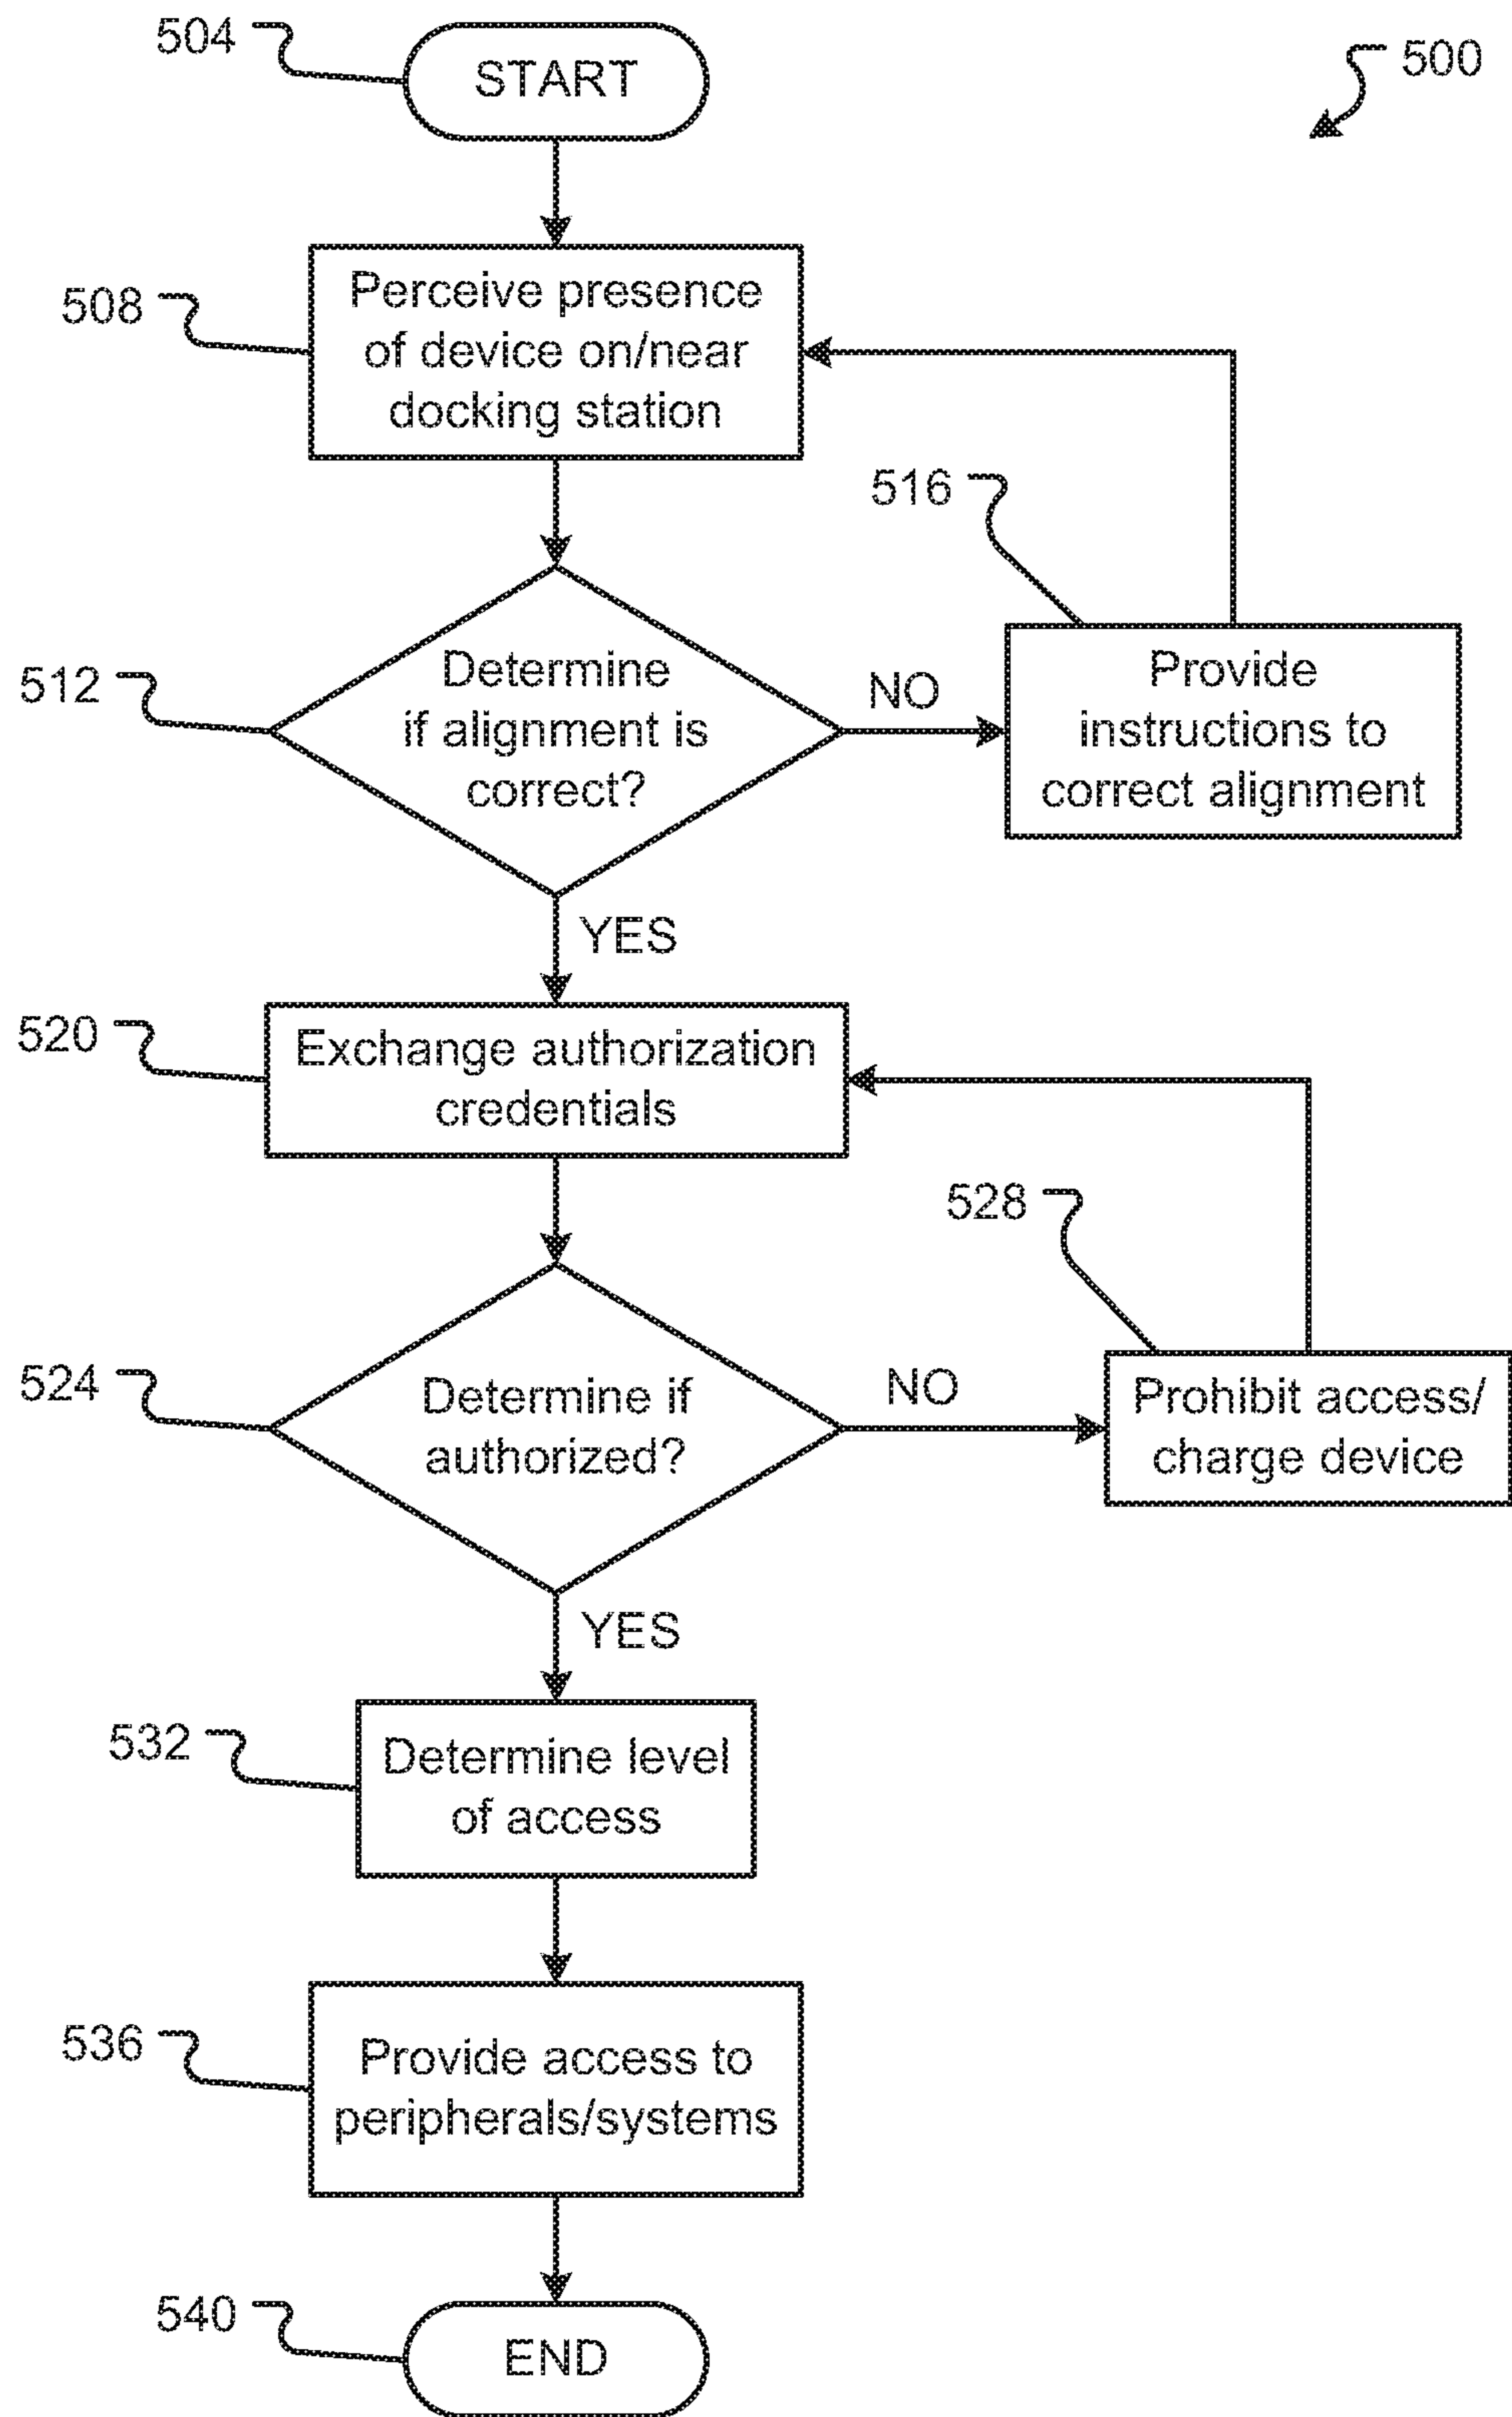 504
START
500
508
Perceive presence
of device on/near
docking station
516
512
Determine
if alignment is
correct?
NO
Provide
instructions to
correct alignment
YES
520
Exchange authorization
credentials
528
524
Determine if
authorized?
NO
Prohibit access/
charge device
YES
532
Determine level
of access
536
Provide access to
peripherals/systems
540
END